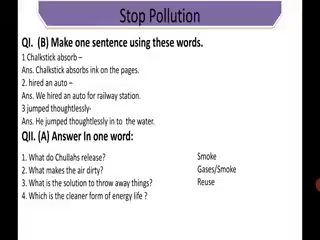 Stop Pollution
QI. (B) Make one sentence using these words.
1 Chalkstick absorb –
Ans. Chalkstick absorbs ink on the pages.
2. hired an auto –
Ans. We hired an auto for railway station.
3 jumped thoughtlessly-
Ans. He jumped thoughtlessly in to the water.
QII. (A) Answer In one word:
1. What do Chullahs release? Smoke
2. What makes the air dirty? Gases/Smoke
3. What is the solution to throw away things? Reuse
4. Which is the cleaner form of energy life ?